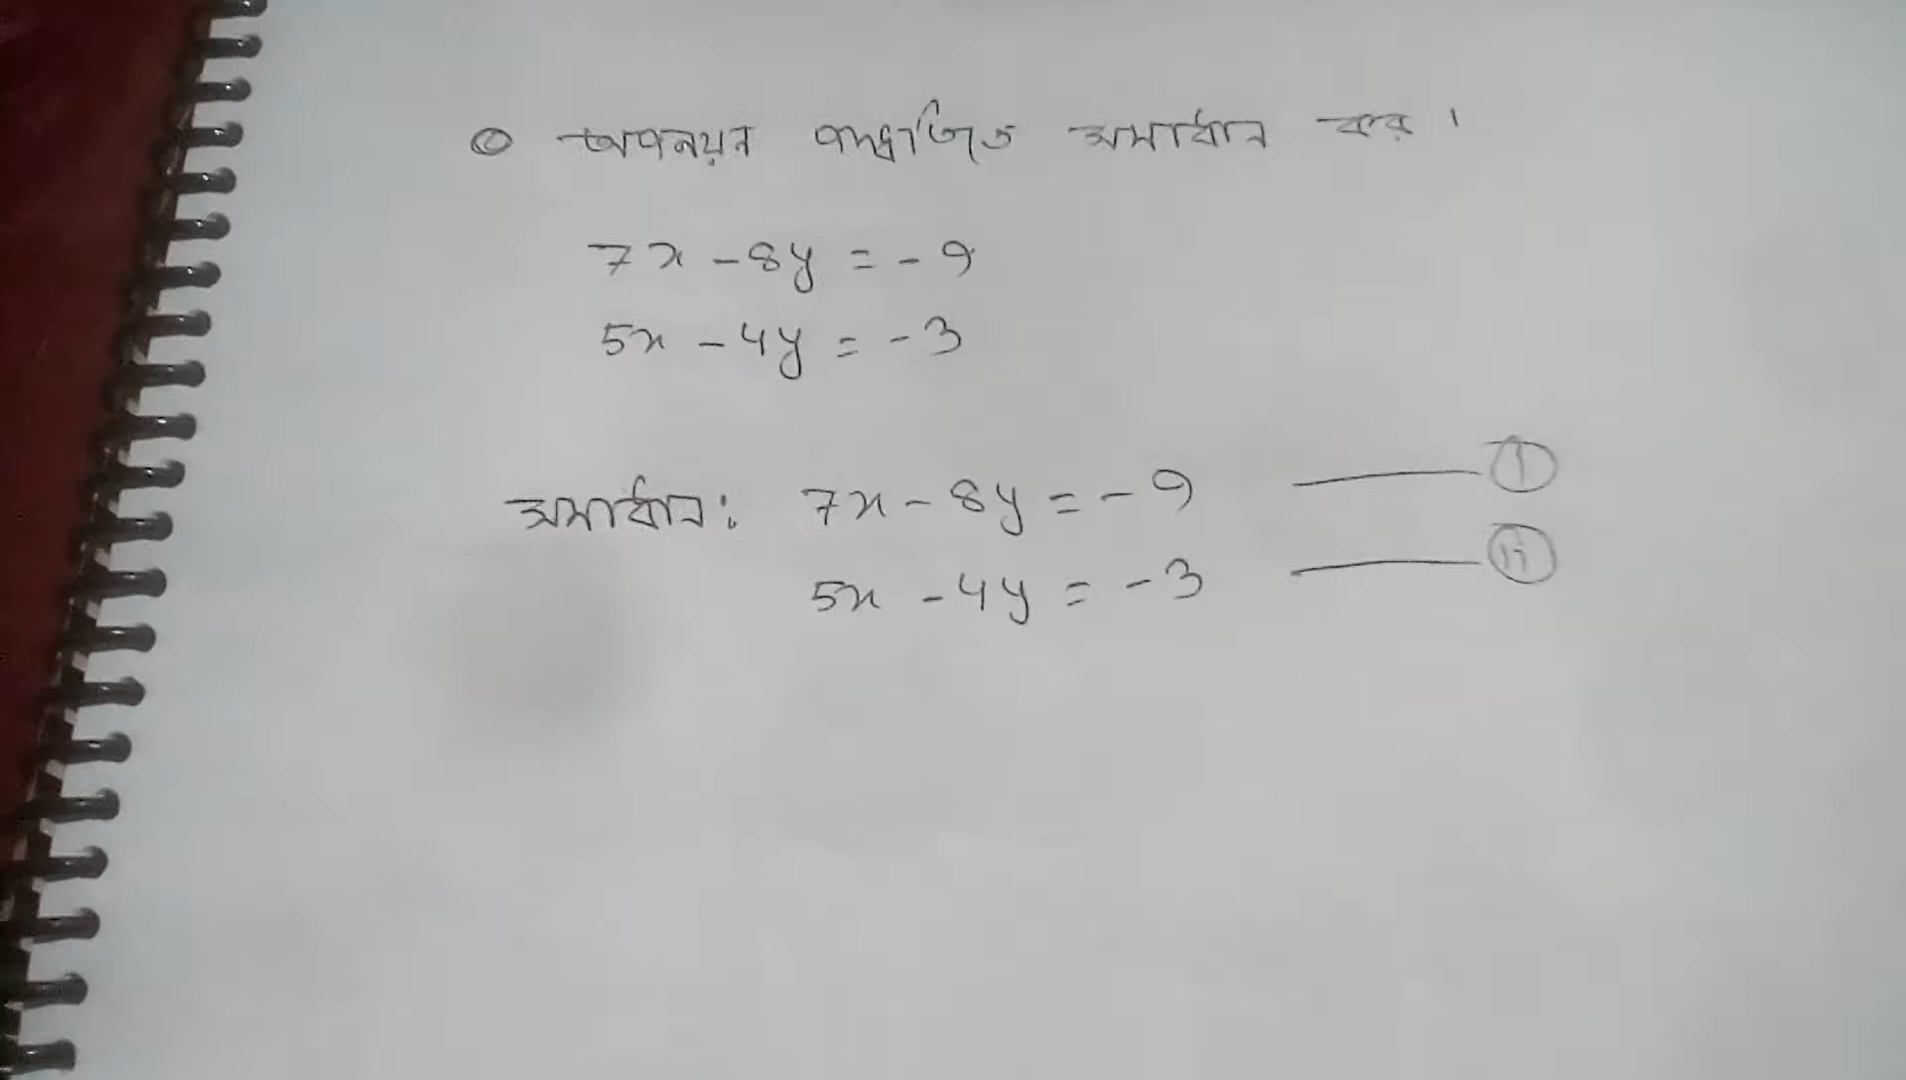 অপনয়ন পদ্ধতিতে সমাধান কর ।
7x - 8y = - 9
5x - 4y = - 3
সমাধান: 7x - 8y = - 9 ——— (i)
5x - 4y = - 3 ——— (ii)